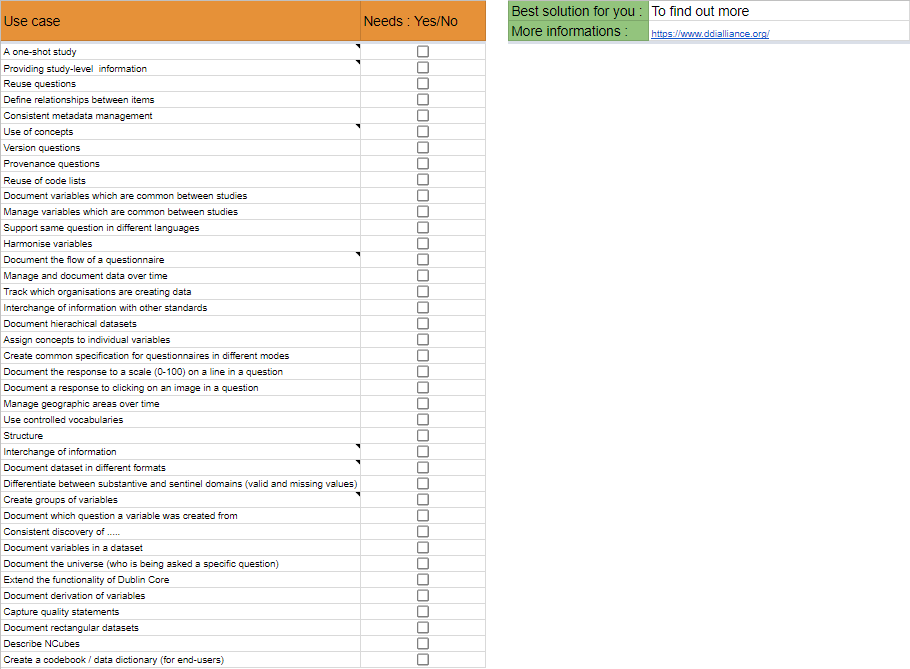 Use case Needs : Yes/No
A one-shot study
Providing study-level information
Reuse questions
Define relationships between items
Consistent metadata management
Use of concepts
Version questions
Provenance questions
Reuse of code lists
Document variables which are common between studies
Manage variables which are common between studies
Support same question in different languages
Harmonise variables
Document the flow of a questionnaire
Manage and document data over time
Track which organisations are creating data
Interchange of information with other standards
Document hierachical datasets
Assign concepts to individual variables
Create common specification for questionnaires in different modes
Document the response to a scale (0-100) on a line in a question
Document a response to clicking on an image in a question
Manage geographic areas over time
Use controlled vocabularies
Structure
Interchange of information
Document dataset in different formats
Differentiate between substantive and sentinel domains (valid and missing values)
Create groups of variables
Document which question a variable was created from
Consistent discovery of .....
Document variables in a dataset
Document the universe (who is being asked a specific question)
Extend the functionality of Dublin Core
Document derivation of variables
Capture quality statements
Document rectangular datasets
Describe NCubes
Create a codebook / data dictionary (for end-users)
Best solution for you : To find out more
More informations : https://www.ddialliance.org/